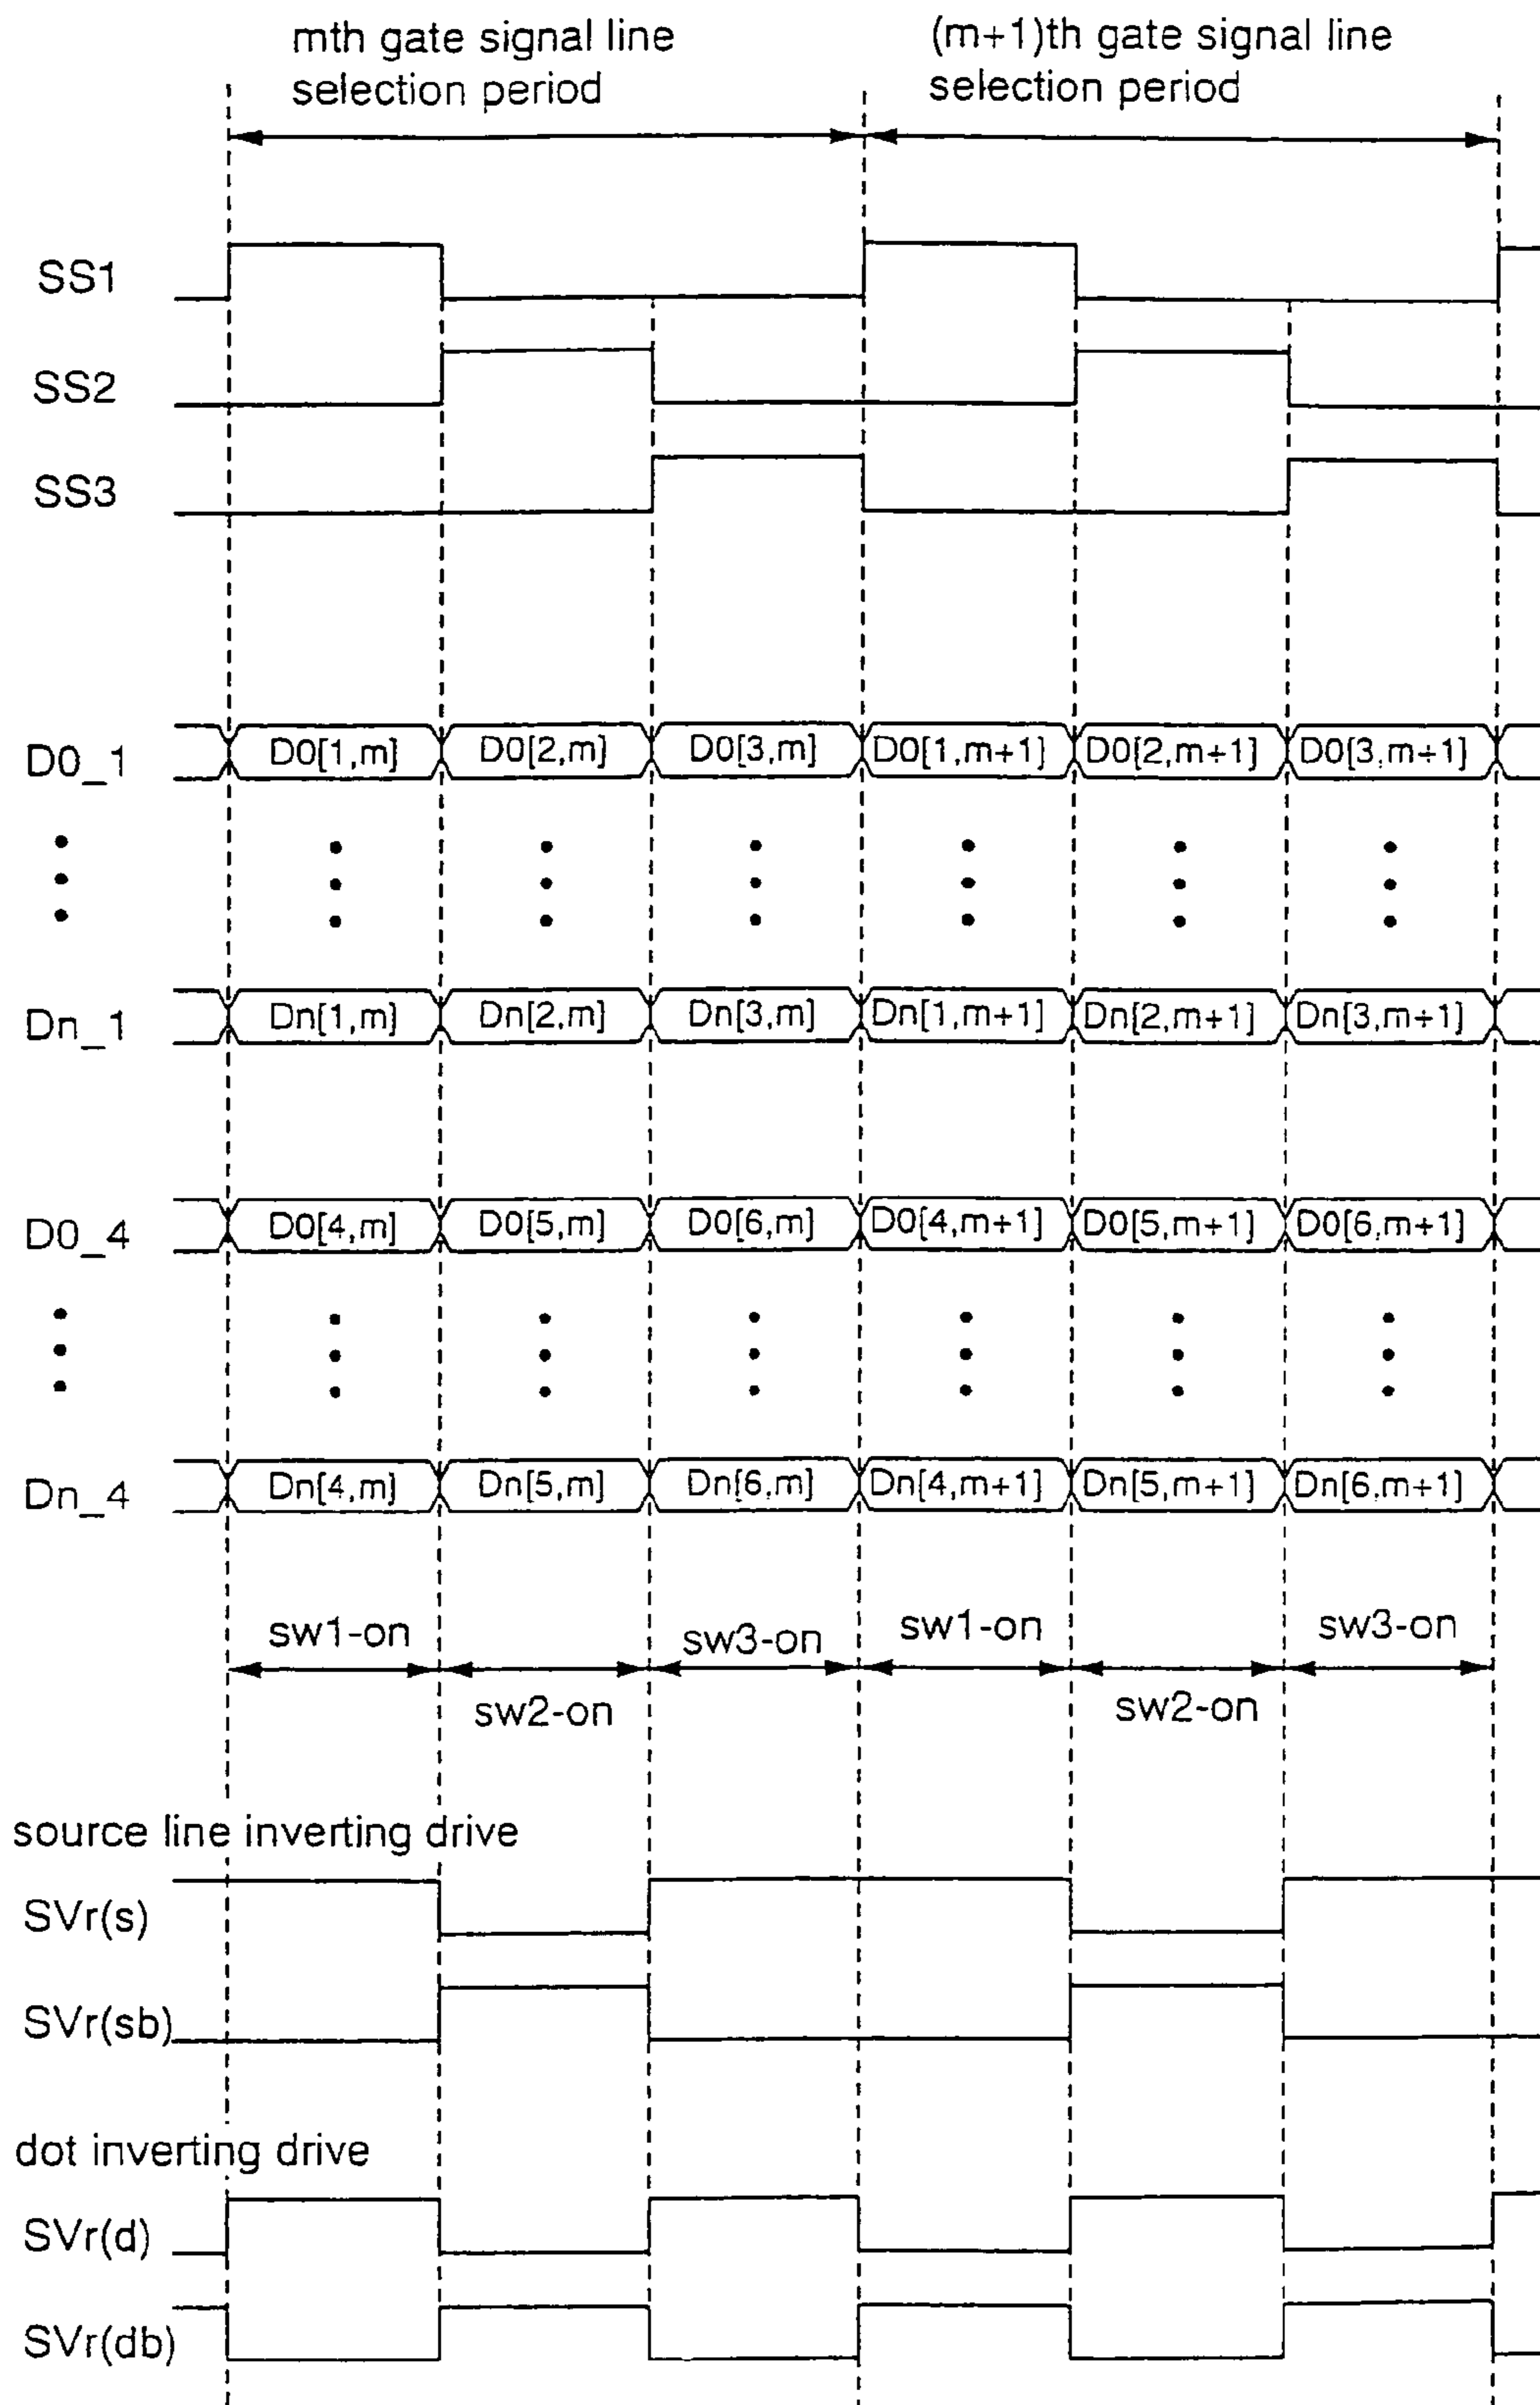 mth gate signal line
selection period
(m+1)th gate signal line
selection period
SS1
SS2
SS3
D0_1 D0[1,m] D0[2,m] D0[3,m] D0[1,m+1] D0[2,m+1] D0[3,m+1]
Dn_1 Dn[1,m] Dn[2,m] Dn[3,m] Dn[1,m+1] Dn[2,m+1] Dn[3,m+1]
D0_4 D0[4,m] D0[5,m] D0[6,m] D0[4,m+1] D0[5,m+1] D0[6,m+1]
Dn_4 Dn[4,m] Dn[5,m] Dn[6,m] Dn[4,m+1] Dn[5,m+1] Dn[6,m+1]
sw1-on sw3-on sw1-on sw3-on
sw2-on sw2-on
source line inverting drive
SVr(s)
SVr(sb)
dot inverting drive
SVr(d)
SVr(db)